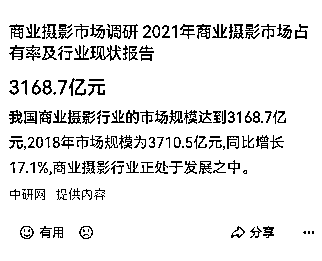 商业摄影市场调研 2021年商业摄影市场占
有率及行业现状报告
3168.7亿元
我国商业摄影行业的市场规模达到3168.7亿
元,2018年市场规模为3710.5亿元,同比增长
17.1%,商业摄影行业正处于发展之中。
中研网 提供内容
有用
分享